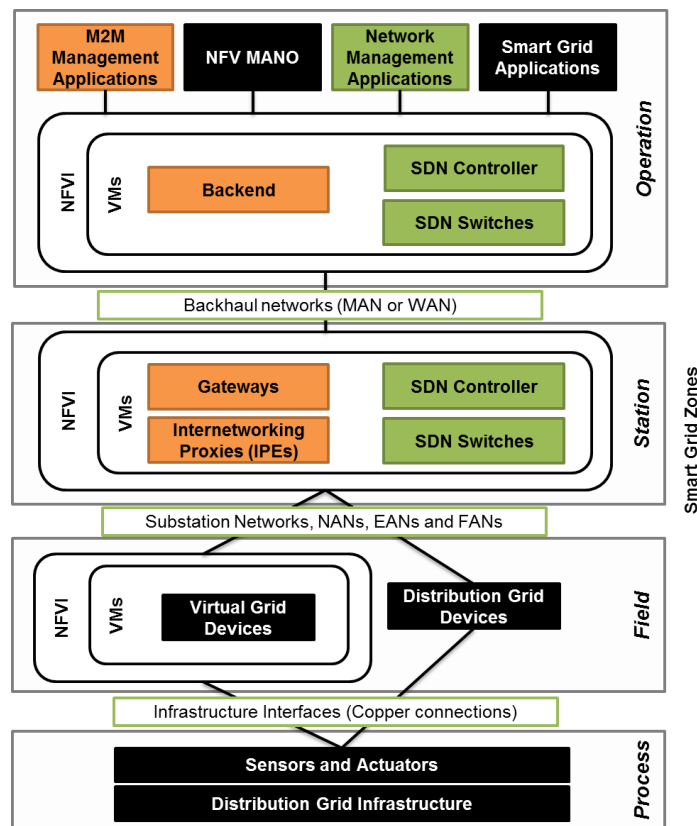 M2M
Management
Applications
NFV MANO
Network
Management
Applications
Smart Grid
Applications
Operation
NFVI
VMs
Backend
SDN Controller
SDN Switches
Backhaul networks (MAN or WAN)
NFVI
VMs
Gateways
Internetworking
Proxies (IPEs)
SDN Controller
SDN Switches
Station
Smart Grid Zones
Substation Networks, NANs, EANs and FANs
NFVI
VMs
Virtual Grid
Devices
Distribution Grid
Devices
Field
Infrastructure Interfaces (Copper connections)
Sensors and Actuators
Distribution Grid Infrastructure
Process